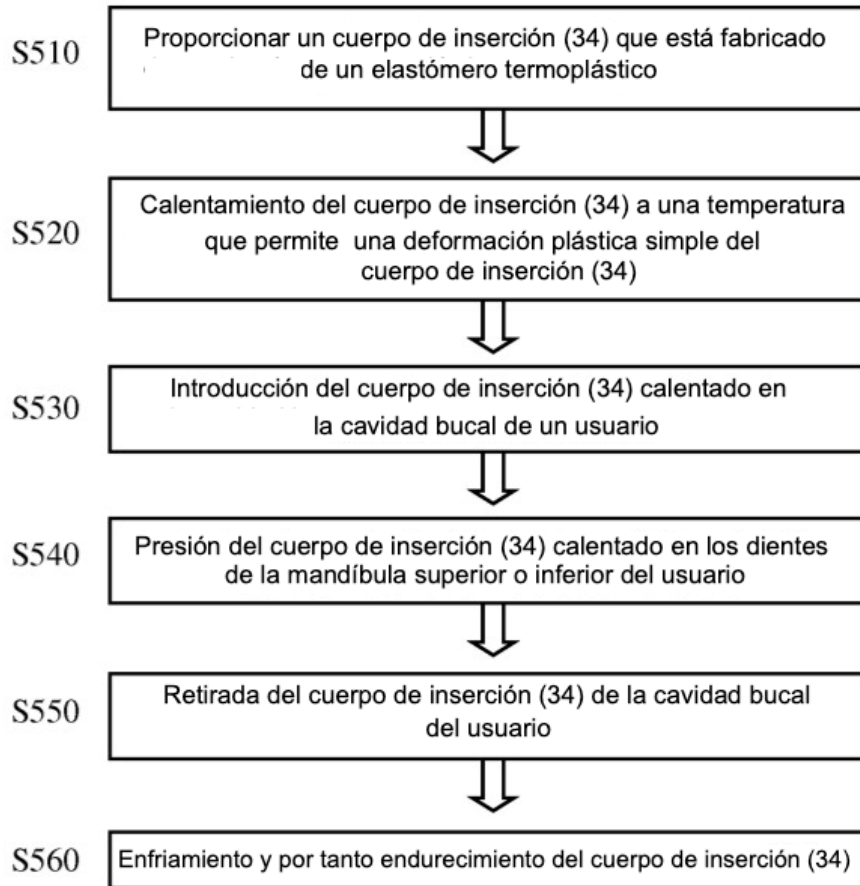 S510
Proporcionar un cuerpo de inserción (34) que está fabricado
de un elastómero termoplástico
S520
Calentamiento del cuerpo de inserción (34) a una temperatura
que permite una deformación plástica simple del
cuerpo de inserción (34)
S530
Introducción del cuerpo de inserción (34) calentado en
la cavidad bucal de un usuario
S540
Presión del cuerpo de inserción (34) calentado en los dientes
de la mandíbula superior o inferior del usuario
S550
Retirada del cuerpo de inserción (34) de la cavidad bucal
del usuario
S560
Enfriamiento y por tanto endurecimiento del cuerpo de inserción (34)